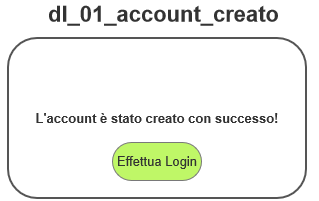 dl_01_account_creato
L'account è stato creato con successo!
Effettua Login